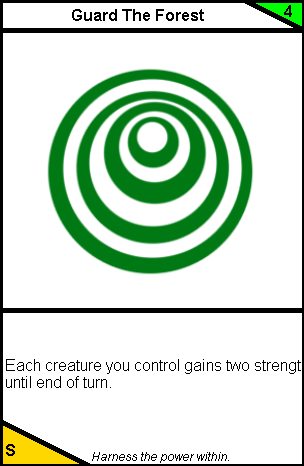 Guard The Forest
4
Each creature you control gains two strengt
until end of turn.
S
Harness the power within.